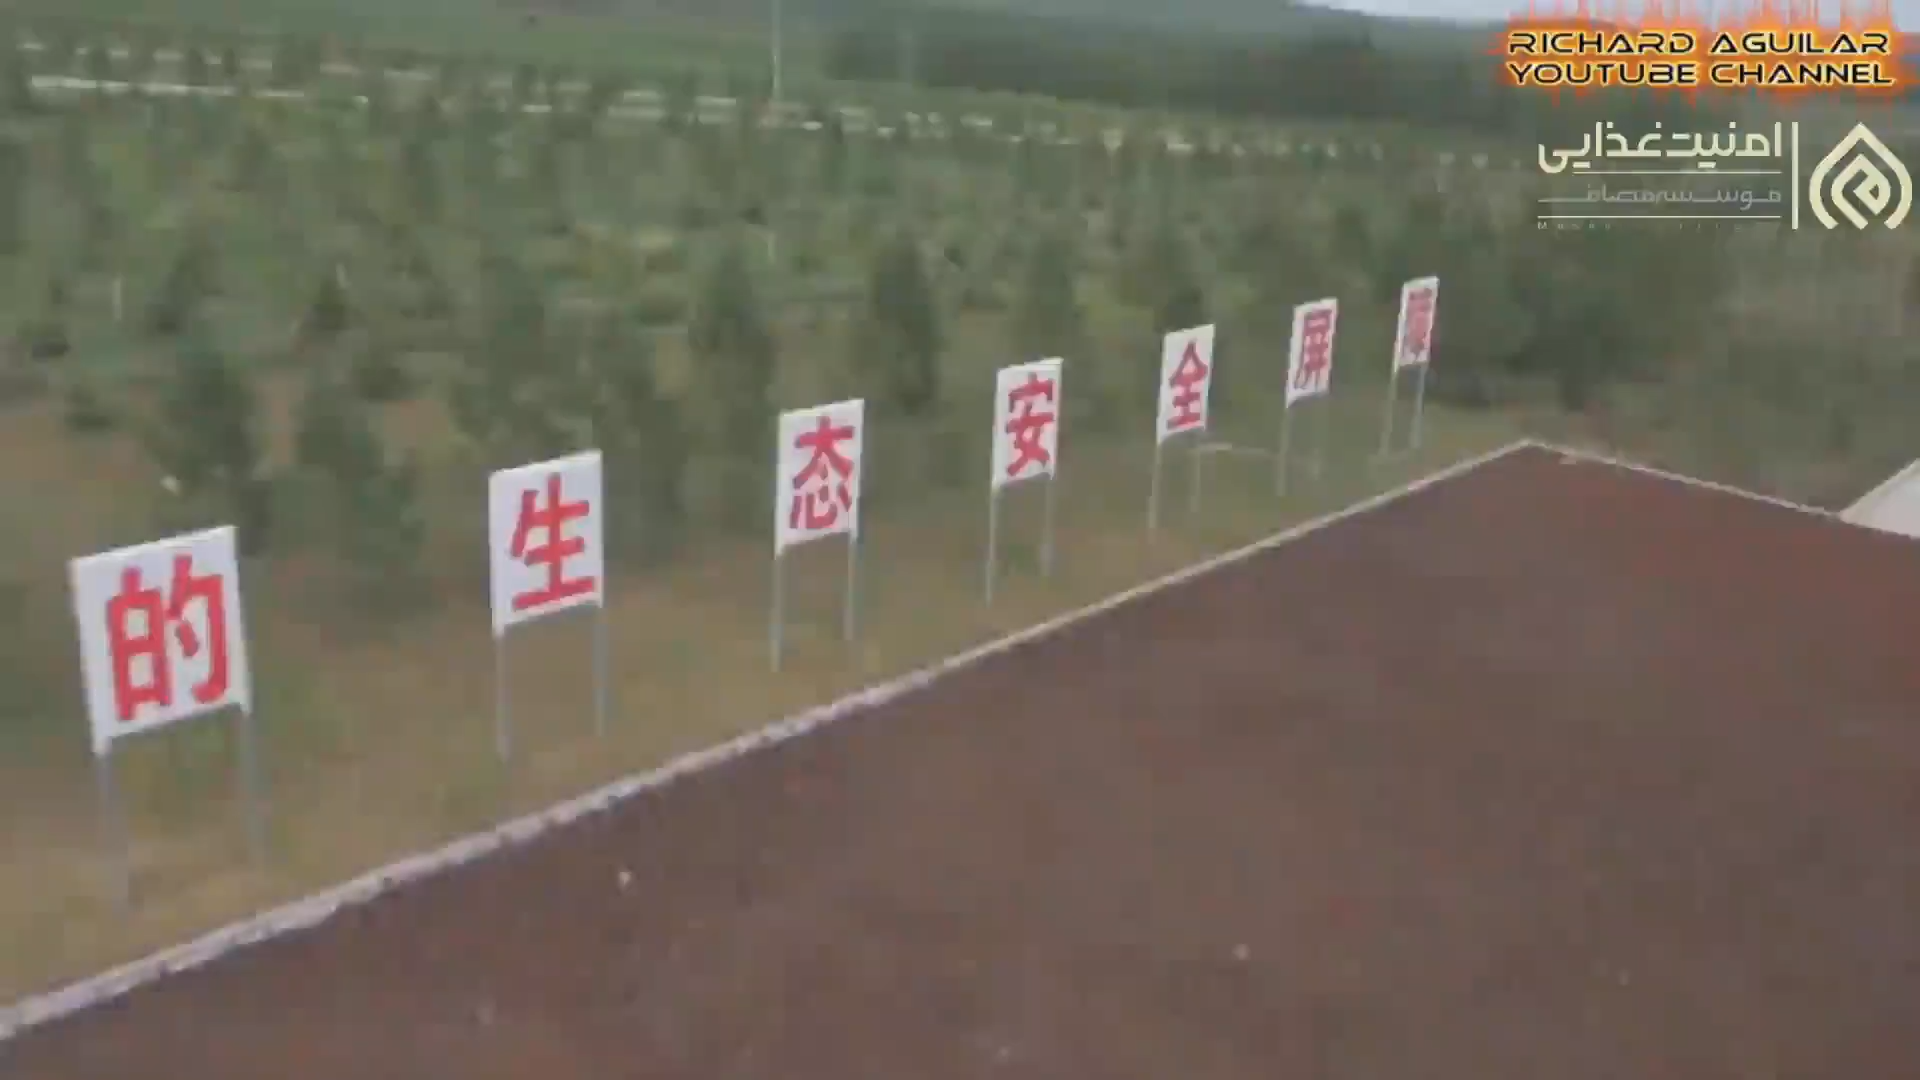 RICHARD AGUILAR
YOUTUBE CHANNEL
امنیت غذایی
موسسه مصاف
的生态安全屏障